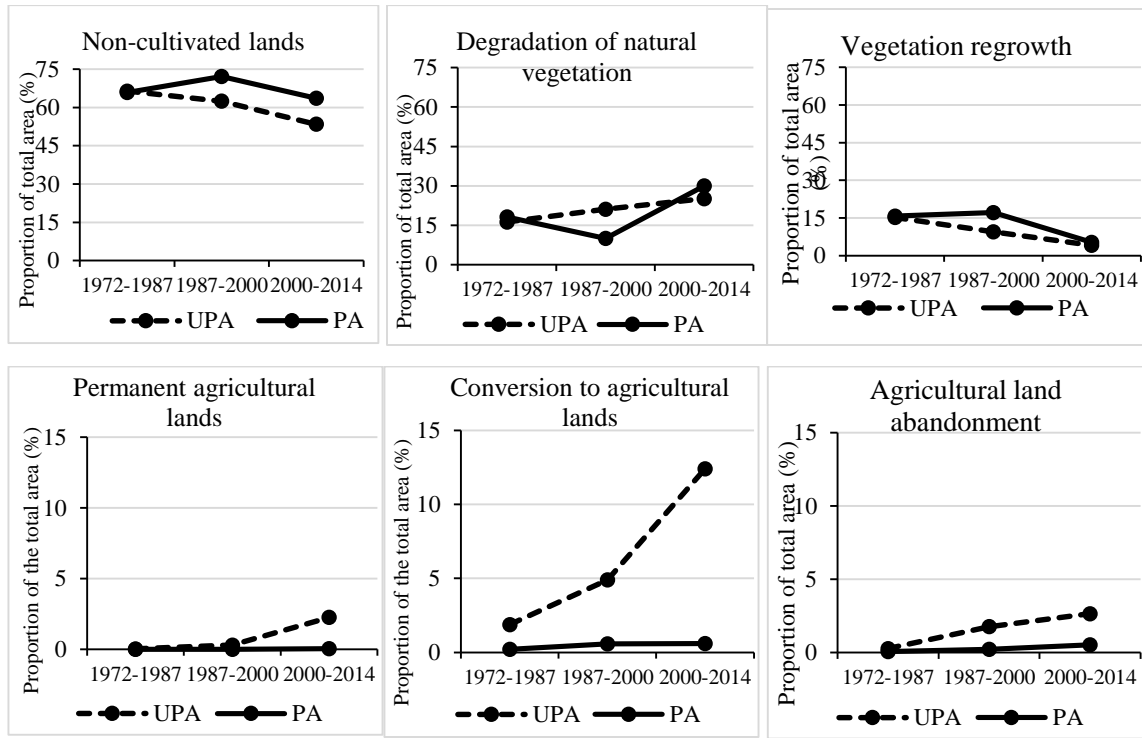 Non-cultivated lands
Proportion of total area (%)
75
60
45
30
15
0
1972-1987 1987-2000 2000-2014
UPA PA
Degradation of natural
vegetation
Proportion of total area (%)
75
60
45
30
15
0
1972-1987 1987-2000 2000-2014
UPA PA
Vegetation regrowth
Proportion of total area
(%)
75
60
45
30
15
0
1972-1987 1987-2000 2000-2014
UPA PA
Permanent agricultural
lands
Proportion of the total area (%)
15
10
5
0
1972-1987 1987-2000 2000-2014
UPA PA
Conversion to agricultural
lands
Proportion of the total area (%)
15
10
5
0
1972-1987 1987-2000 2000-2014
UPA PA
Agricultural land
abandonment
Proportion of total area (%)
15
10
5
0
1972-1987 1987-2000 2000-2014
UPA PA